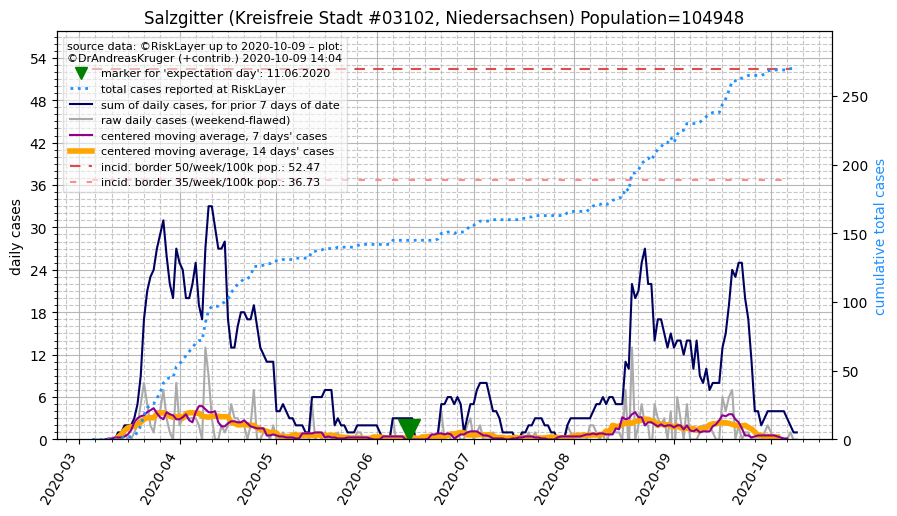 Salzgitter (Kreisfreie Stadt #03102, Niedersachsen) Population=104948
source data: ©RiskLayer up to 2020-10-09 – plot:
©DrAndreasKruger (+contrib.) 2020-10-09 14:04
marker for 'expectation day': 11.06.2020
total cases reported at RiskLayer
sum of daily cases, for prior 7 days of date
raw daily cases (weekend-flawed)
centered moving average, 7 days' cases
centered moving average, 14 days' cases
incid. border 50/week/100k pop.: 52.47
incid. border 35/week/100k pop.: 36.73
daily cases
54
48
42
36
30
24
18
12
6
0
cumulative total cases
250
200
150
100
50
0
2020-03
2020-04
2020-05
2020-06
2020-07
2020-08
2020-09
2020-10